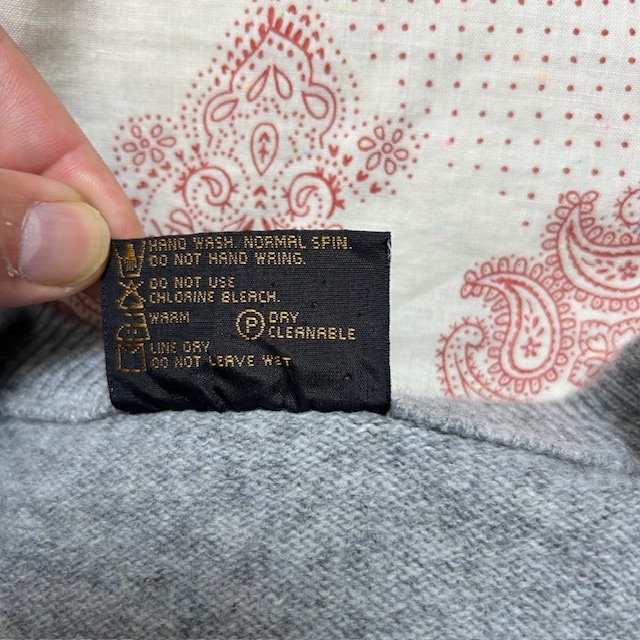 HAND WASH. NORMAL SPIN.
DO NOT HAND WRING.
DO NOT USE
CHLORINE BLEACH.
WARM
P DRY
CLEANABLE
LINE DRY
DO NOT LEAVE WET